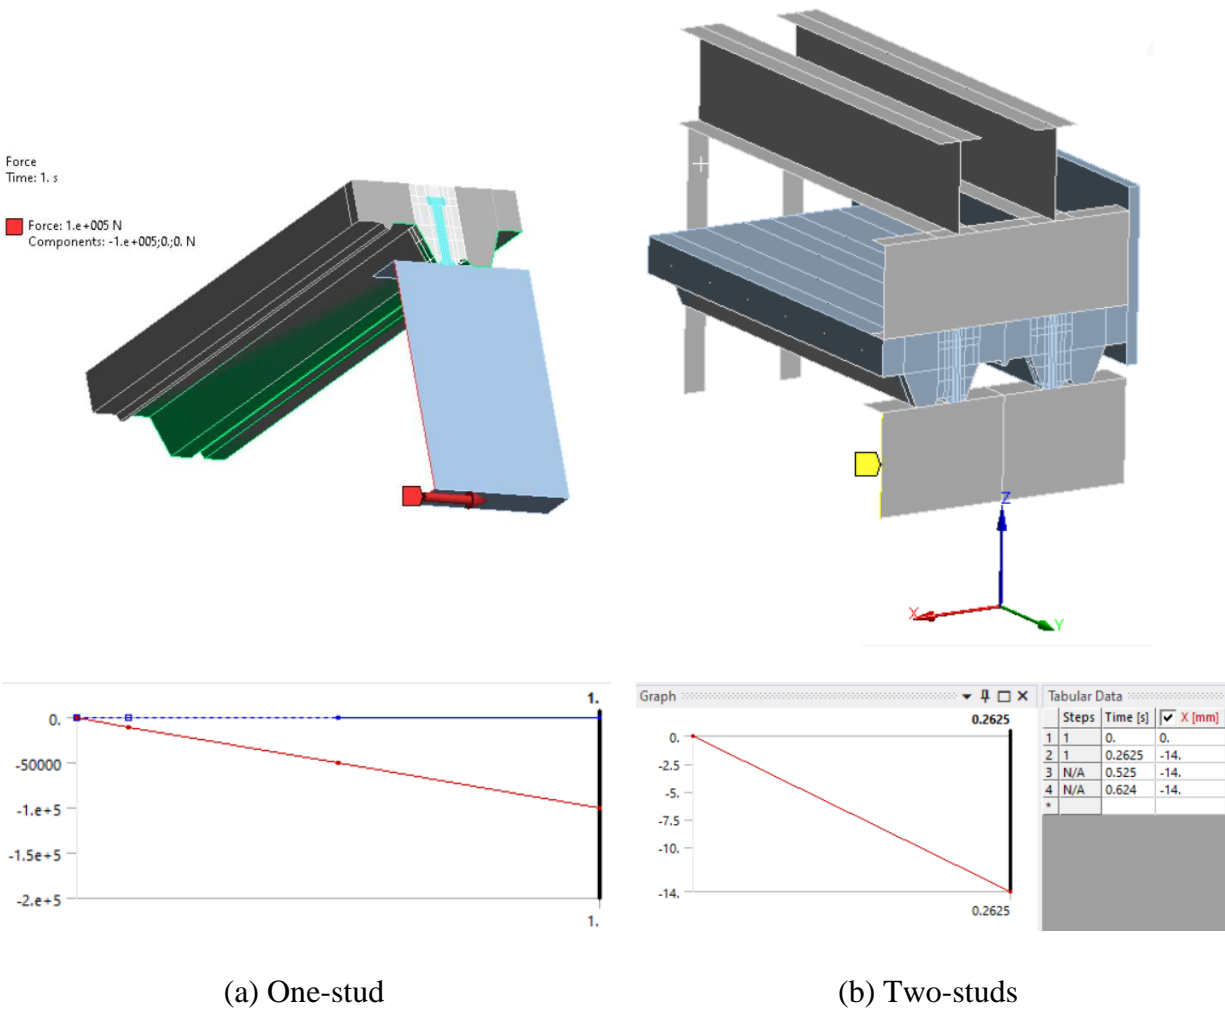 Force
Time: 1. s
Force: 1.e+005 N
Components: -1.e+005;0.;0. N
Z
X
Y
1.
0.
-50000
-1.e+5
-1.5e+5
-2.e+5
1.
Graph
0.2625
0.
-2.5
-5.
-7.5
-10.
-14.
0.2625
Tabular Data
Steps Time [s] X [mm]
1 1 0. 0.
2 1 0.2625 -14.
3 N/A 0.525 -14.
4 N/A 0.624 -14.
*
(a) One-stud
(b) Two-studs